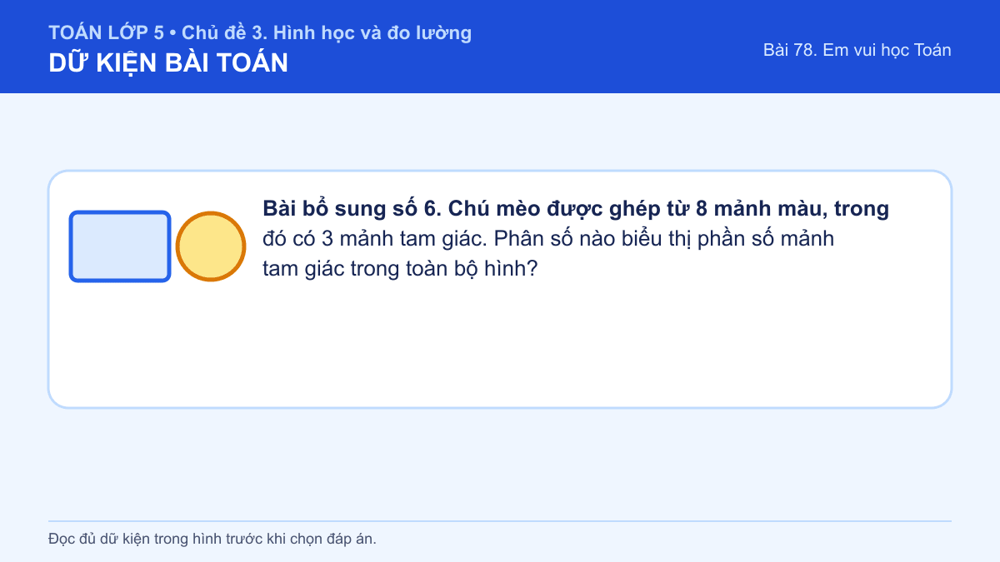 TOÁN LỚP 5 • Chủ đề 3. Hình học và đo lường
DỮ KIỆN BÀI TOÁN
Bài 78. Em vui học Toán
Bài bổ sung số 6. Chú mèo được ghép từ 8 mảnh màu, trong
đó có 3 mảnh tam giác. Phân số nào biểu thị phần số mảnh
tam giác trong toàn bộ hình?
Đọc đủ dữ kiện trong hình trước khi chọn đáp án.